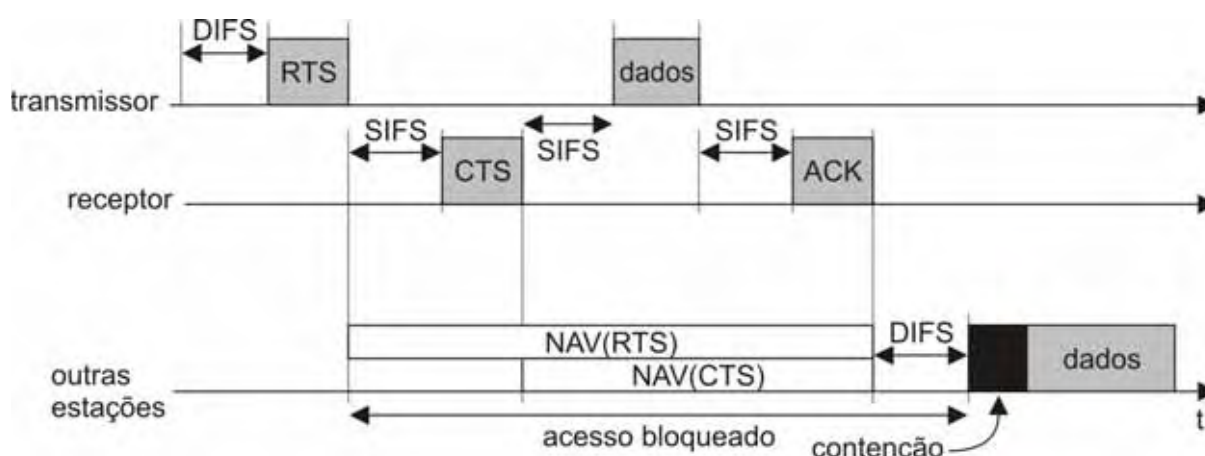 DIFS
RTS
dados
transmissor
SIFS
SIFS
SIFS
CTS
ACK
receptor
NAV(RTS)
DIFS
NAV(CTS)
dados
outras
estações
t
acesso bloqueado
contenção